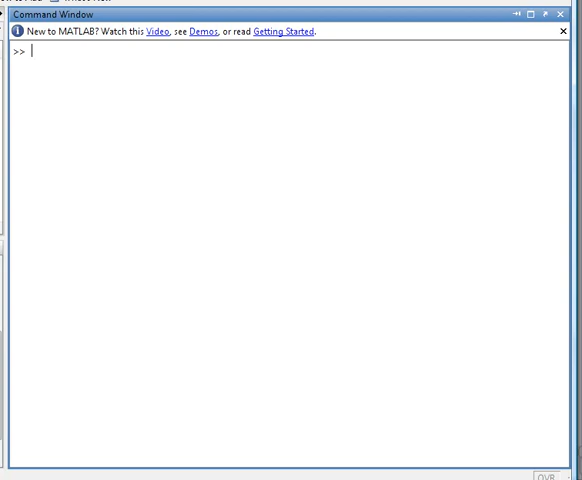 Command Window
New to MATLAB? Watch this Video, see Demos, or read Getting Started.
>>
OVR